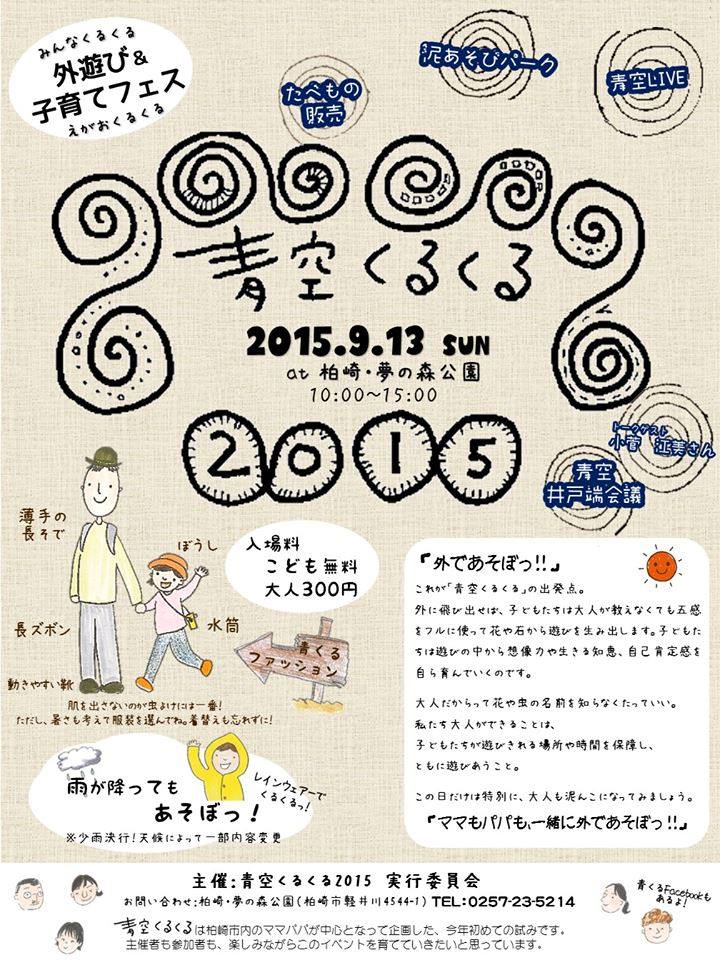 みんなくるくる
外遊び&
子育てフェス
えがおくるくる
たべもの
販売
泥あそびパーク
青空LIVE
青空くるくる
2015.9.13 SUN
at 柏崎・夢の森公園
10:00〜15:00
2015
トークゲスト
小菅 江美さん
青空
井戸端会議
薄手の
長そで
ぼうし
長ズボン
水筒
動きやすい靴
入場料
こども無料
大人300円
青くる
ファッション
肌を出さないのが虫よけには一番!
ただし、暑さも考えて服装を選んでね。着替えも忘れずに!
雨が降っても
あそぼっ!
レインウェアーで
くるくるっ!
※少雨決行!天候によって一部内容変更
『外であそぼっ!!』
これが「青空くるくる」の出発点。
外に飛び出せは、子どもたちは大人が教えなくても五感
をフルに使って花や石から遊びを生み出します。子どもた
ちは遊びの中から想像力や生きる知恵、自己肯定感を
自ら育んでいくのです。
大人だからって花や虫の名前を知らなくたっていい。
私たち大人ができることは、
子どもたちが遊びきれる場所や時間を保障し、
ともに遊びあうこと。
この日だけは特別に、大人も泥んこになってみましょう。
『ママもパパも、一緒に外であそぼっ!!』
主催:青空くるくる2015 実行委員会
お問い合わせ:柏崎・夢の森公園(柏崎市軽井川4544-1) TEL:0257-23-5214
青くるFacebookも
あるよ!
青空くるくるは柏崎市内のママパパが中心となって企画した、今年初めての試みです。
主催者も参加者も、楽しみながらこのイベントを育てていきたいと思っています。